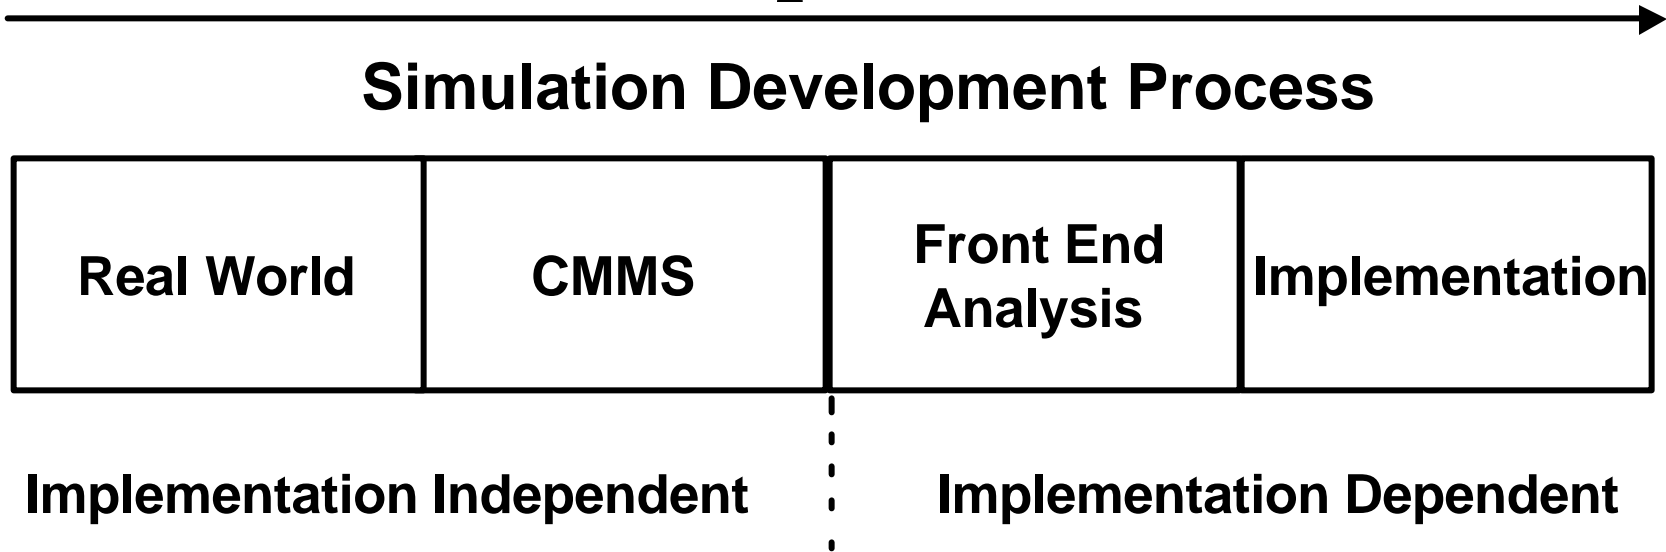 Simulation Development Process
Real World
CMMS
Front End
Analysis
Implementation
Implementation Independent
Implementation Dependent